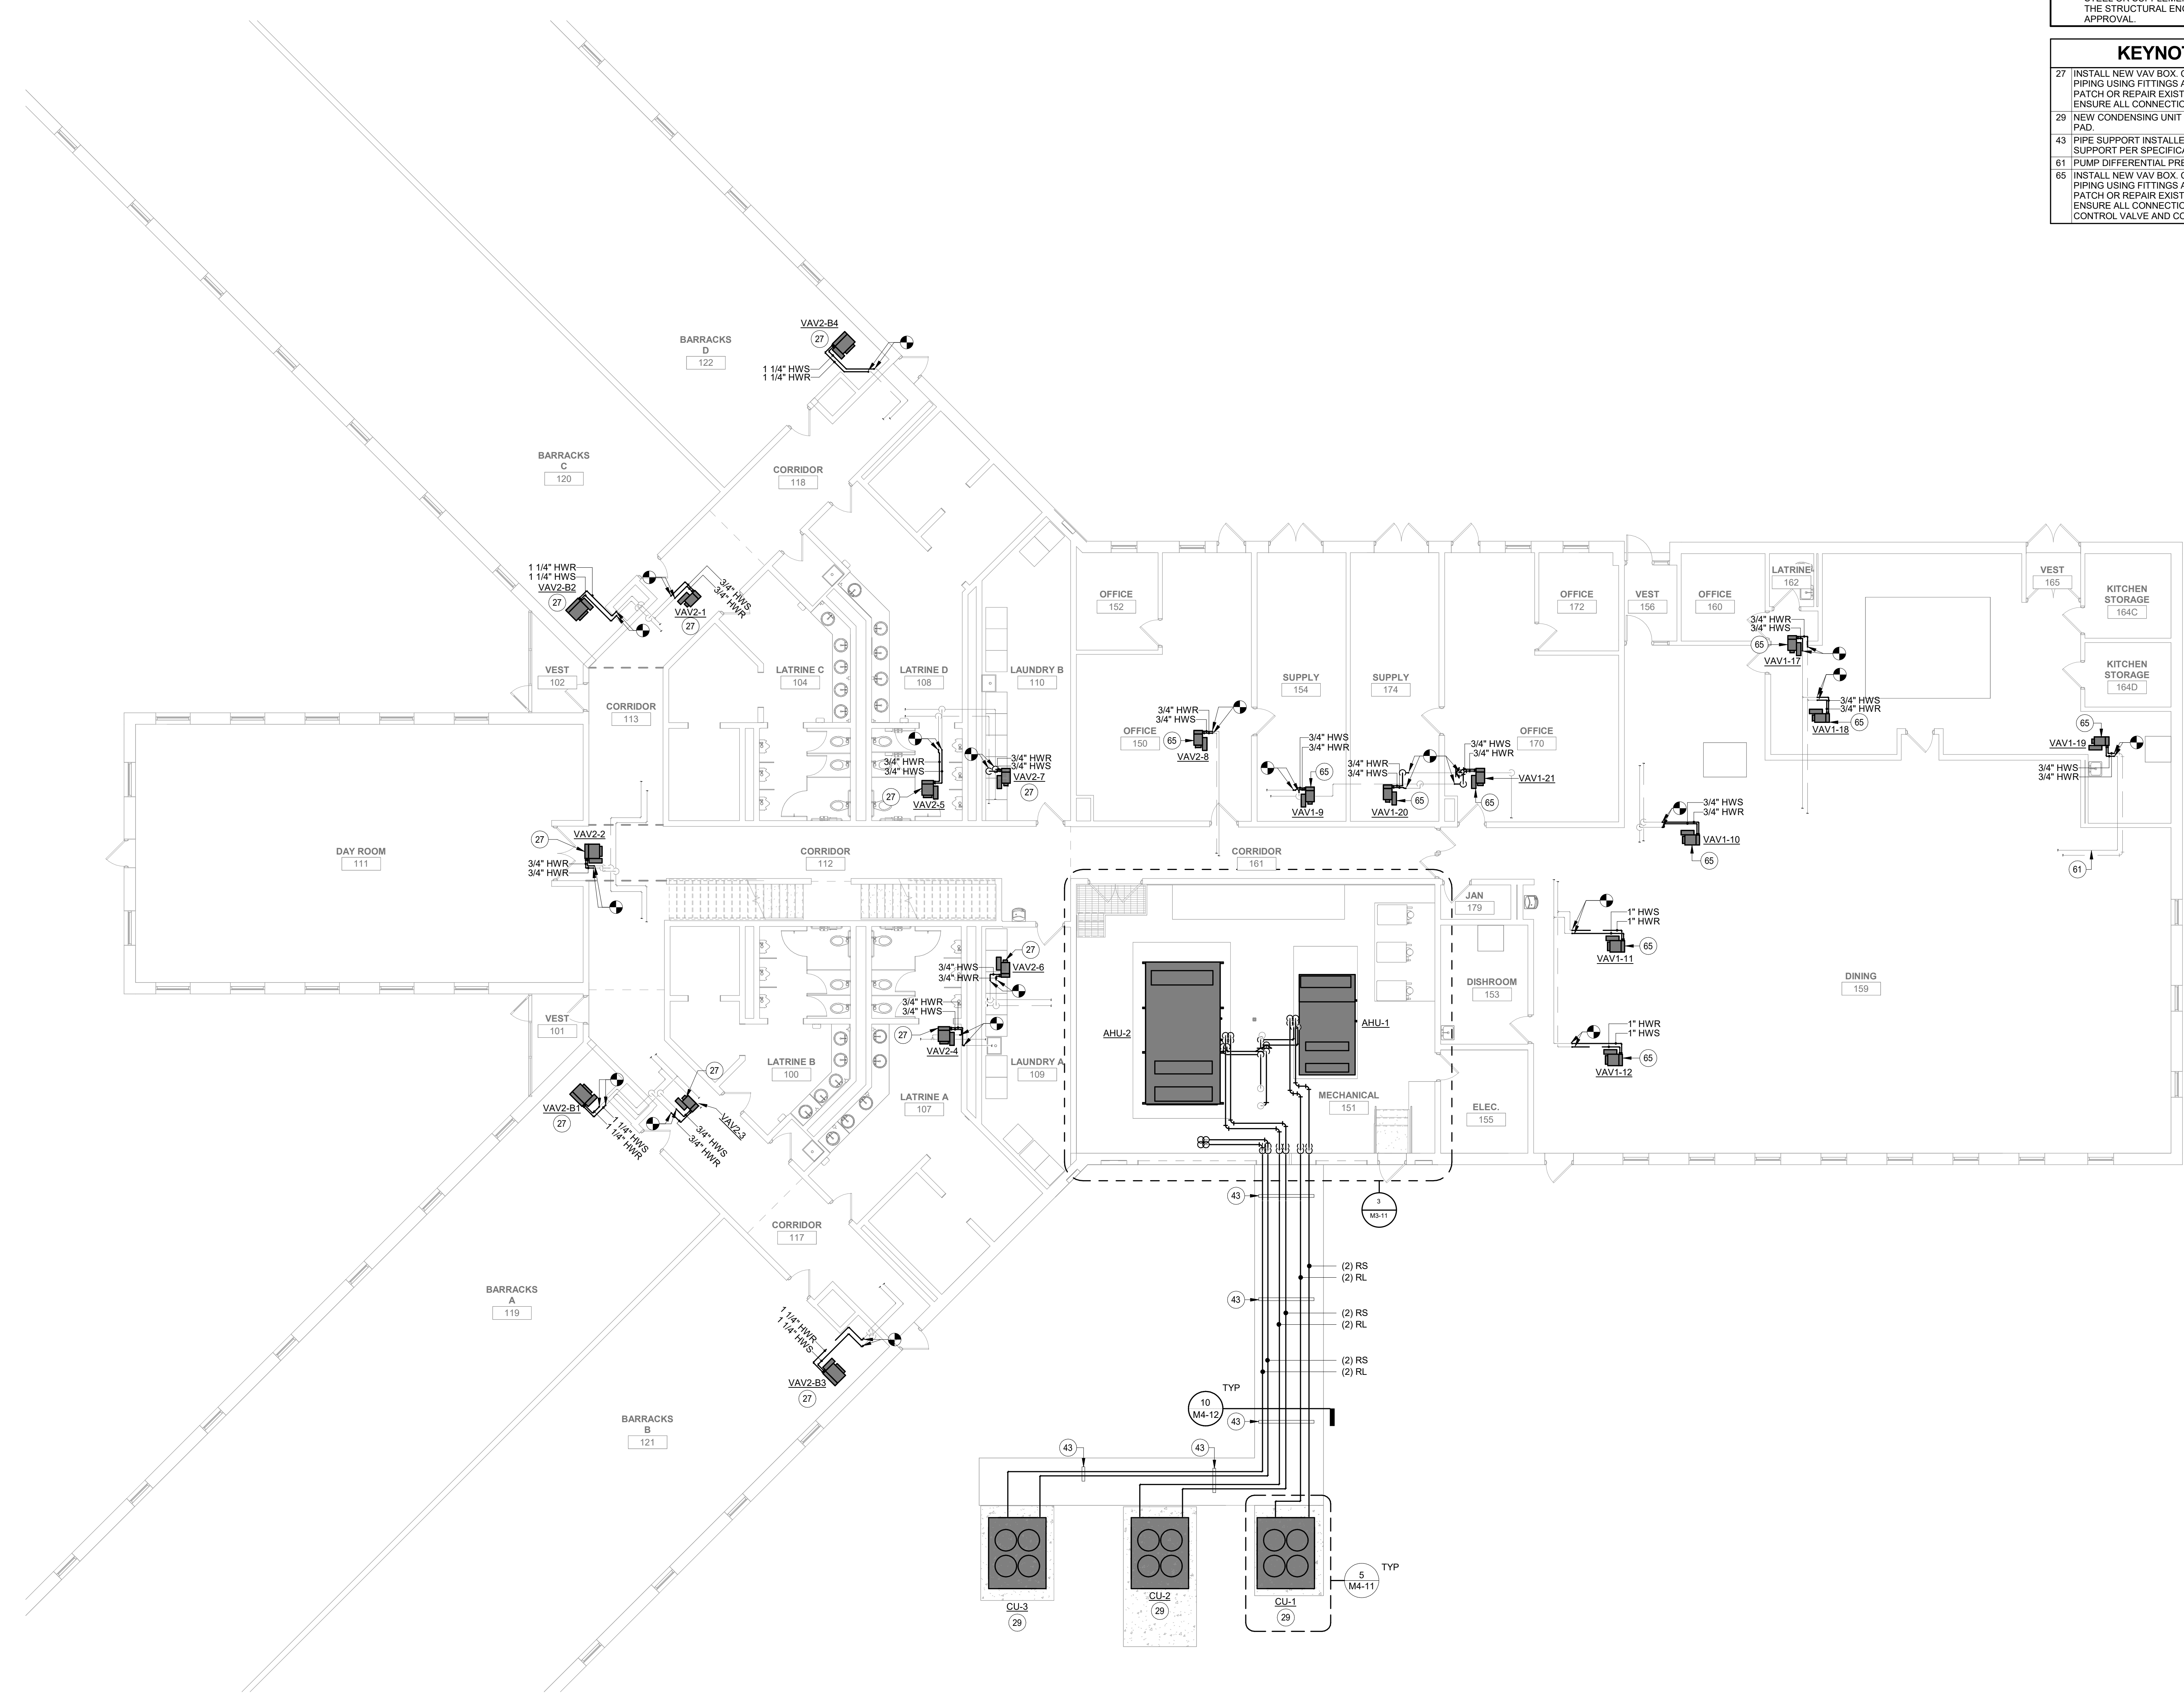 STEEL OR SUPPLEME
THE STRUCTURAL ENG
APPROVAL.
KEYNOT
27 INSTALL NEW VAV BOX. C
PIPING USING FITTINGS A
PATCH OR REPAIR EXIST
ENSURE ALL CONNECTIO
29 NEW CONDENSING UNIT
PAD.
43 PIPE SUPPORT INSTALLE
SUPPORT PER SPECIFICA
61 PUMP DIFFERENTIAL PRE
65 INSTALL NEW VAV BOX. C
PIPING USING FITTINGS A
PATCH OR REPAIR EXIST
ENSURE ALL CONNECTIO
CONTROL VALVE AND CO
VAV2-B4
27
BARRACKS
D
122
1 1/4" HWS
1 1/4" HWR
BARRACKS
C
120
CORRIDOR
118
1 1/4" HWR
1 1/4" HWS
VAV2-B2
27
3/4" HWS
3/4" HWR
VAV2-1
27
OFFICE
152
OFFICE
172
VEST
156
OFFICE
160
LATRINE
162
VEST
165
KITCHEN
STORAGE
164C
3/4" HWR
3/4" HWS
65
VAV1-17
VEST
102
LATRINE C
104
LATRINE D
108
LAUNDRY B
110
SUPPLY
154
SUPPLY
174
KITCHEN
STORAGE
164D
CORRIDOR
113
3/4" HWS
3/4" HWR
65
VAV1-18
3/4" HWR
3/4" HWS
OFFICE
150
65
VAV2-8
3/4" HWS
3/4" HWR
65
VAV1-9
3/4" HWR
3/4" HWS
65
VAV1-20
3/4" HWS
3/4" HWR
OFFICE
170
VAV1-21
65
65
VAV1-19
3/4" HWS
3/4" HWR
3/4" HWR
3/4" HWS
27
VAV2-5
3/4" HWR
3/4" HWS
VAV2-7
27
3/4" HWS
3/4" HWR
VAV1-10
65
27
VAV2-2
3/4" HWR
3/4" HWR
DAY ROOM
111
CORRIDOR
112
CORRIDOR
161
61
JAN
179
1" HWS
1" HWR
65
VAV1-11
27
3/4" HWS
3/4" HWR
VAV2-6
DISHROOM
153
DINING
159
3/4" HWR
3/4" HWS
27
VAV2-4
VEST
101
AHU-2
AHU-1
1" HWR
1" HWS
65
VAV1-12
LATRINE B
100
LAUNDRY A
109
LATRINE A
107
MECHANICAL
151
ELEC.
155
27
VAV2-3
3/4" HWS
3/4" HWR
VAV2-B1
27
1 1/4" HWS
1 1/4" HWR
CORRIDOR
117
43
3
M3-11
(2) RS
(2) RL
43
(2) RS
(2) RL
BARRACKS
A
119
1 1/4" HWR
1 1/4" HWS
VAV2-B3
27
(2) RS
(2) RL
TYP
10
M4-12
43
BARRACKS
B
121
43
43
TYP
5
M4-11
CU-3
29
CU-2
29
CU-1
29